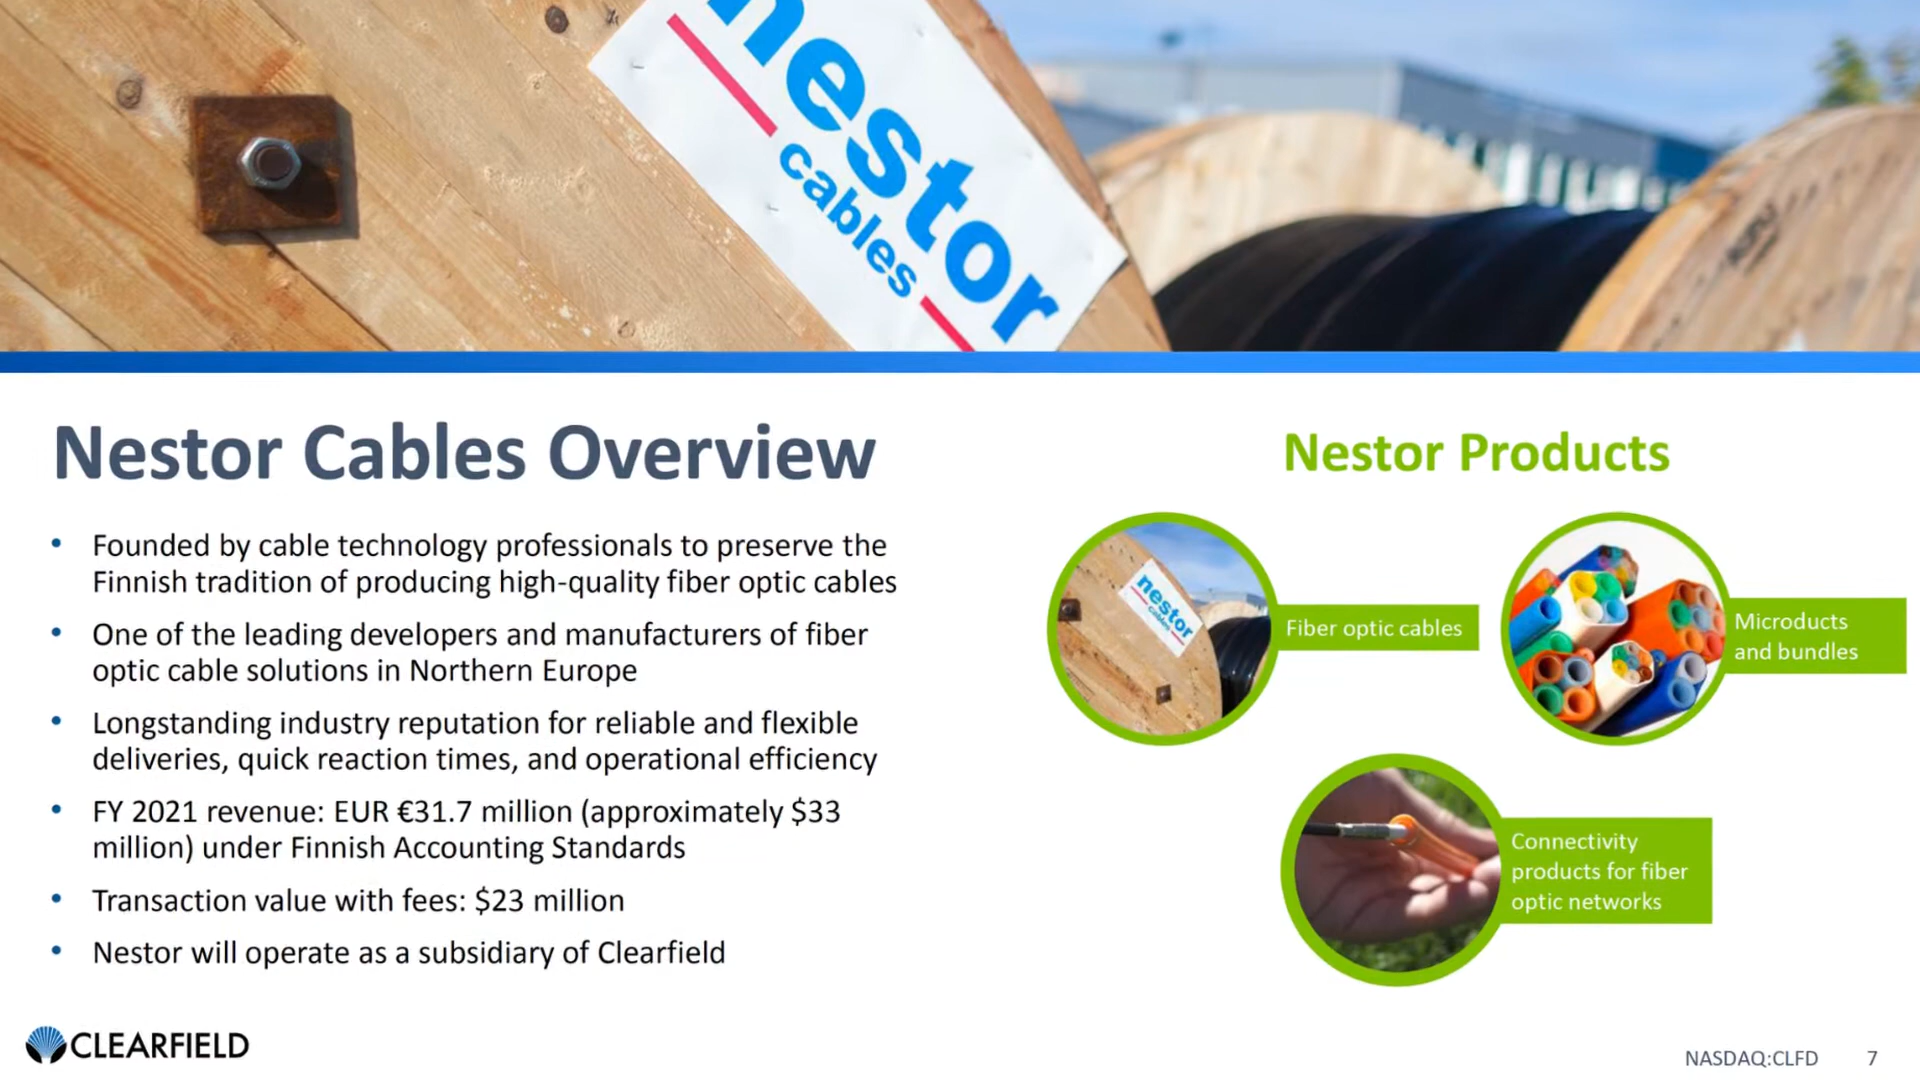 nestor
cables
Nestor Cables Overview
• Founded by cable technology professionals to preserve the
Finnish tradition of producing high-quality fiber optic cables
• One of the leading developers and manufacturers of fiber
optic cable solutions in Northern Europe
• Longstanding industry reputation for reliable and flexible
deliveries, quick reaction times, and operational efficiency
• FY 2021 revenue: EUR €31.7 million (approximately $33
million) under Finnish Accounting Standards
• Transaction value with fees: $23 million
• Nestor will operate as a subsidiary of Clearfield
Nestor Products
nestor
cables
Fiber optic cables
Microducts
and bundles
Connectivity
products for fiber
optic networks
CLEARFIELD
NASDAQ:CLFD 7